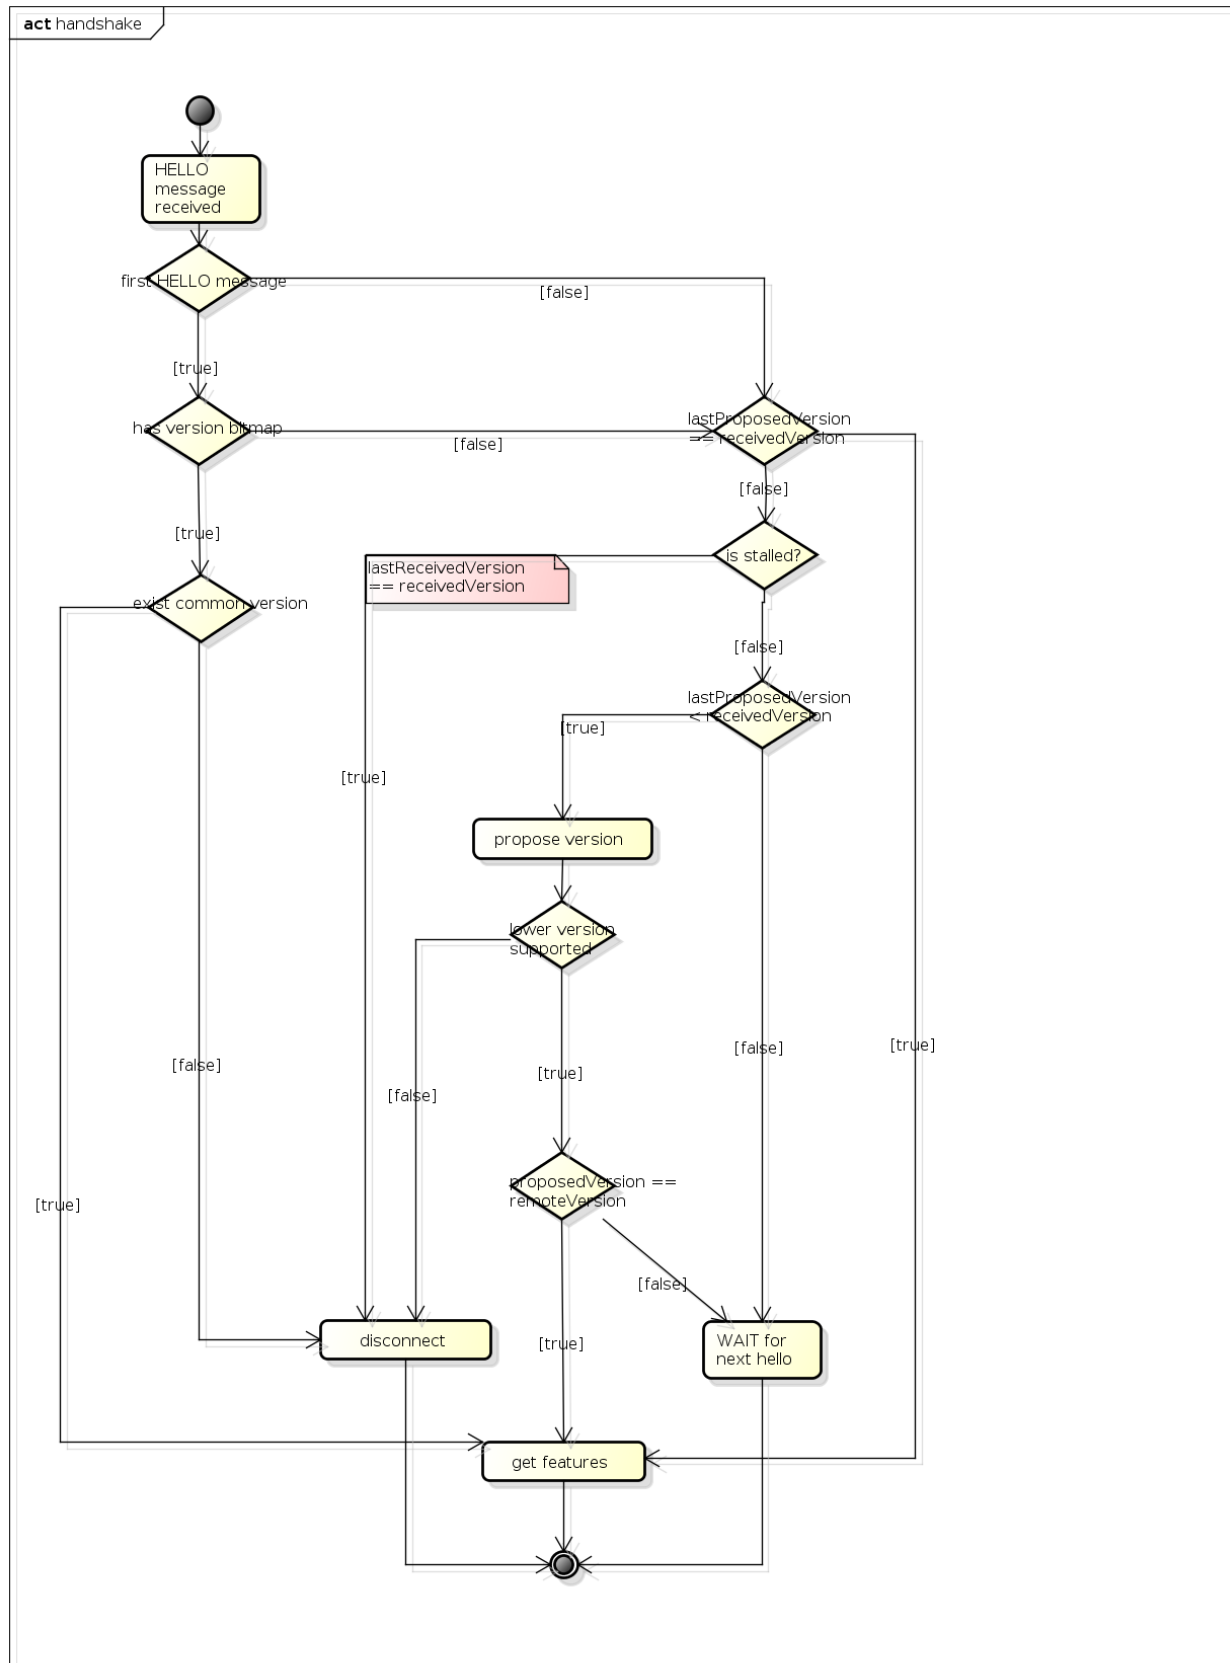 act handshake
HELLO
message
received
first HELLO message
[false]
[true]
has version bitmap
[false]
lastProposedVersion
== receivedVersion
[false]
[true]
is stalled?
lastReceivedVersion
== receivedVersion
exist common version
[false]
lastProposedVersion
< receivedVersion
[true]
[true]
propose version
lower version
supported
[false]
[true]
[false]
[true]
[false]
proposedVersion ==
remoteVersion
[true]
[false]
[true]
disconnect
WAIT for
next hello
get features